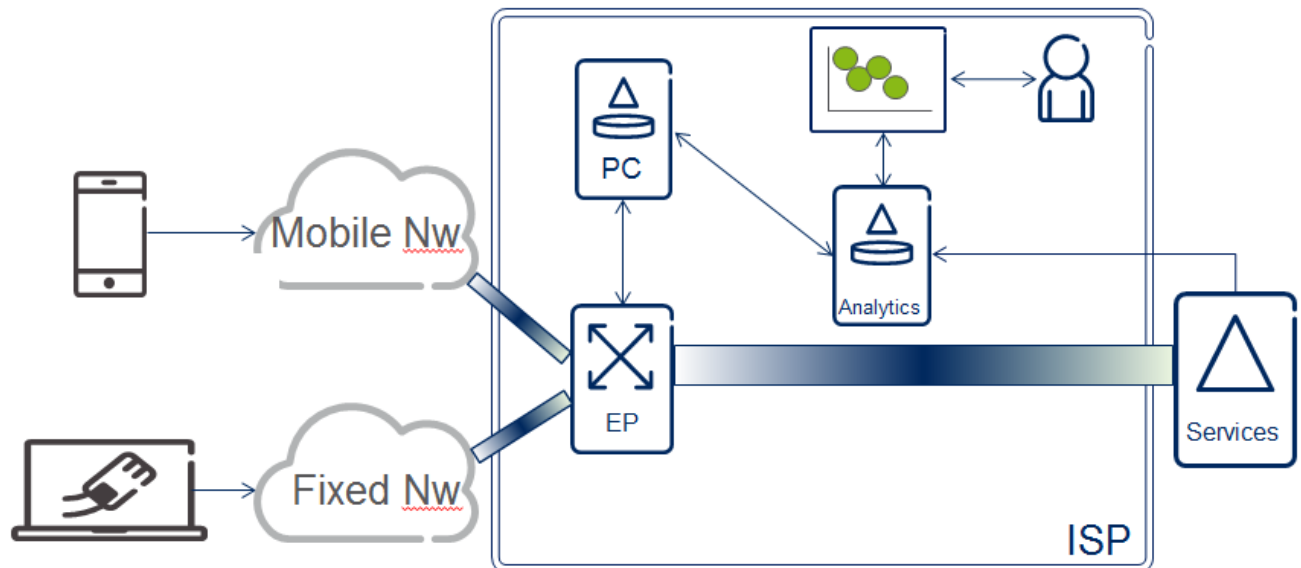 PC
Mobile Nw
Analytics
EP
Services
Fixed Nw
ISP